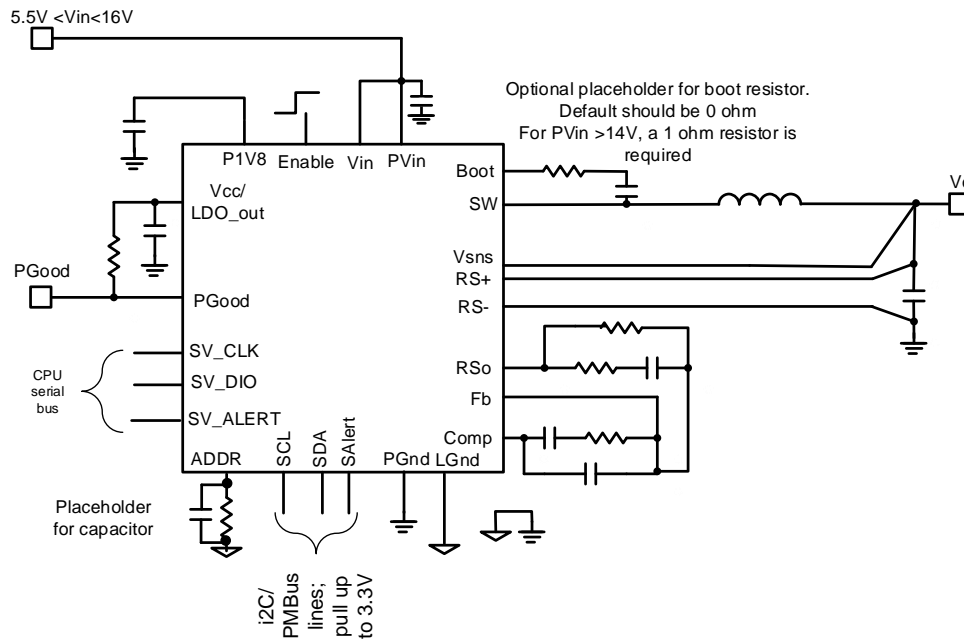 5.5V <Vin<16V
Optional placeholder for boot resistor.
Default should be 0 ohm
For PVin >14V, a 1 ohm resistor is
required
P1V8
Enable
Vin
PVin
Boot
Vcc/
LDO_out
SW
Vsns
RS+
RS-
PGood
PGood
SV_CLK
SV_DIO
SV_ALERT
CPU
serial
bus
RSo
Fb
Comp
ADDR
SCL
SDA
SAlert
PGnd
LGnd
Placeholder
for capacitor
i2C/
PMBus
lines;
pull up
to 3.3V